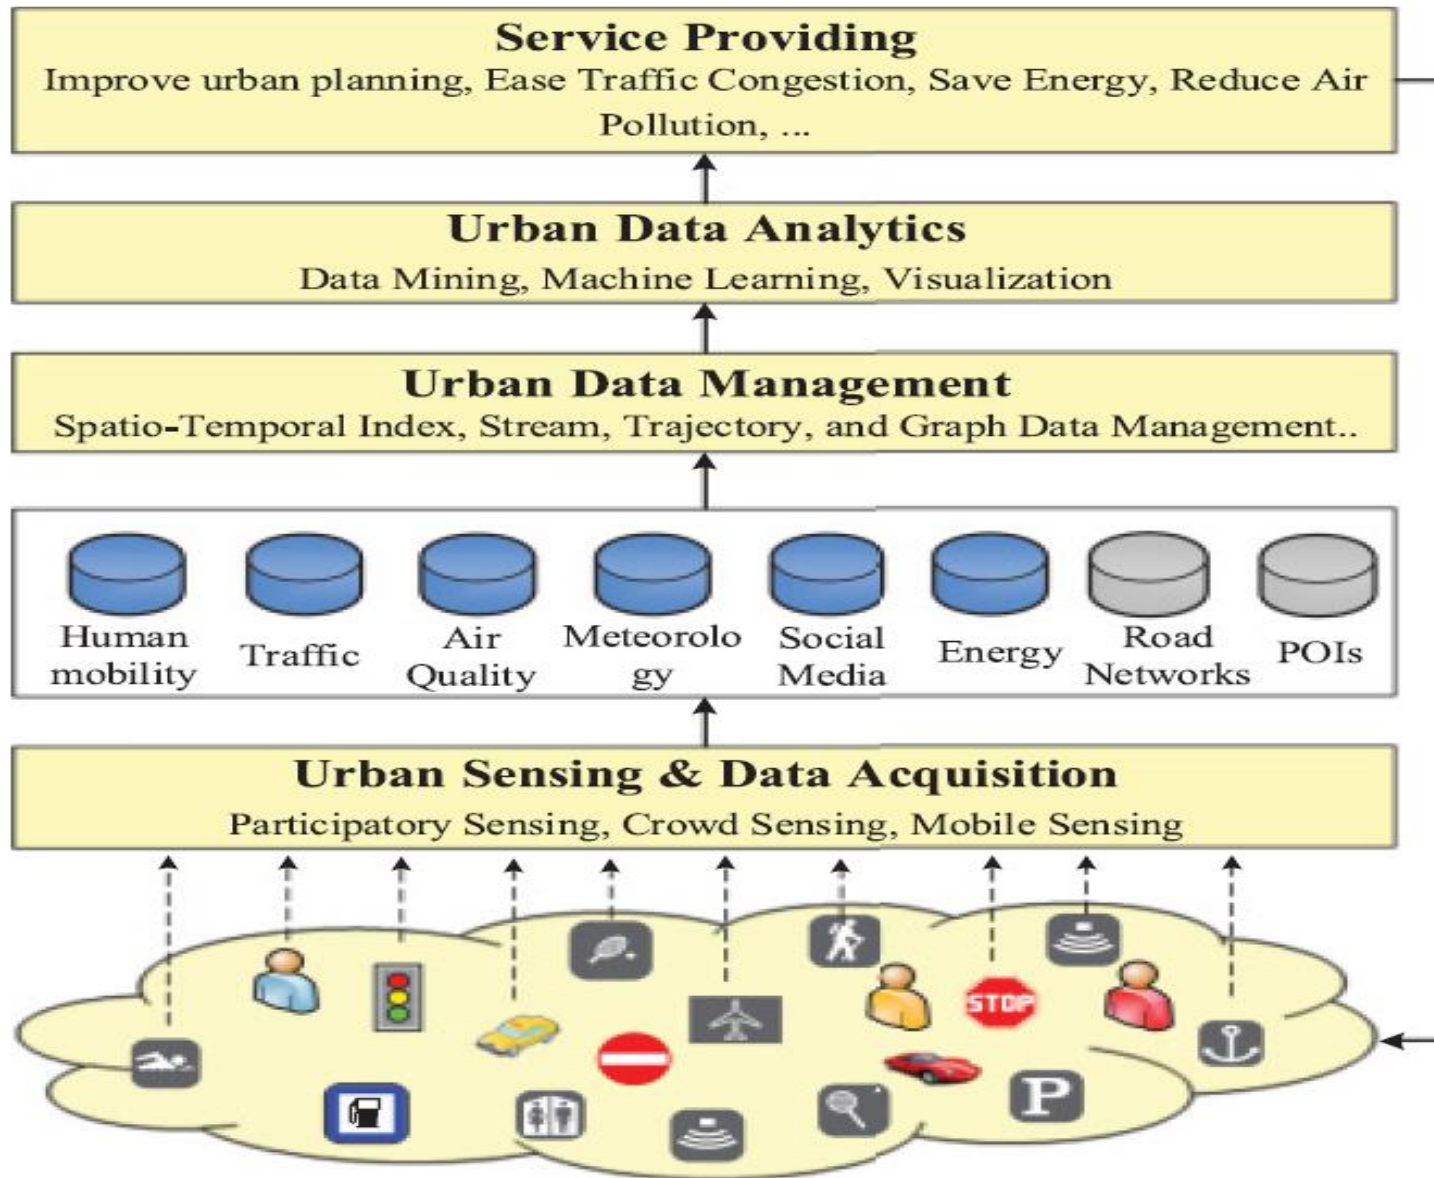 Service Providing
Improve urban planning, Ease Traffic Congestion, Save Energy, Reduce Air
Pollution, ...
Urban Data Analytics
Data Mining, Machine Learning, Visualization
Urban Data Management
Spatio-Temporal Index, Stream, Trajectory, and Graph Data Management..
Human
mobility
Traffic
Air
Quality
Meteorolo
gy
Social
Media
Energy
Road
Networks
POIs
Urban Sensing & Data Acquisition
Participatory Sensing, Crowd Sensing, Mobile Sensing
STOP
P